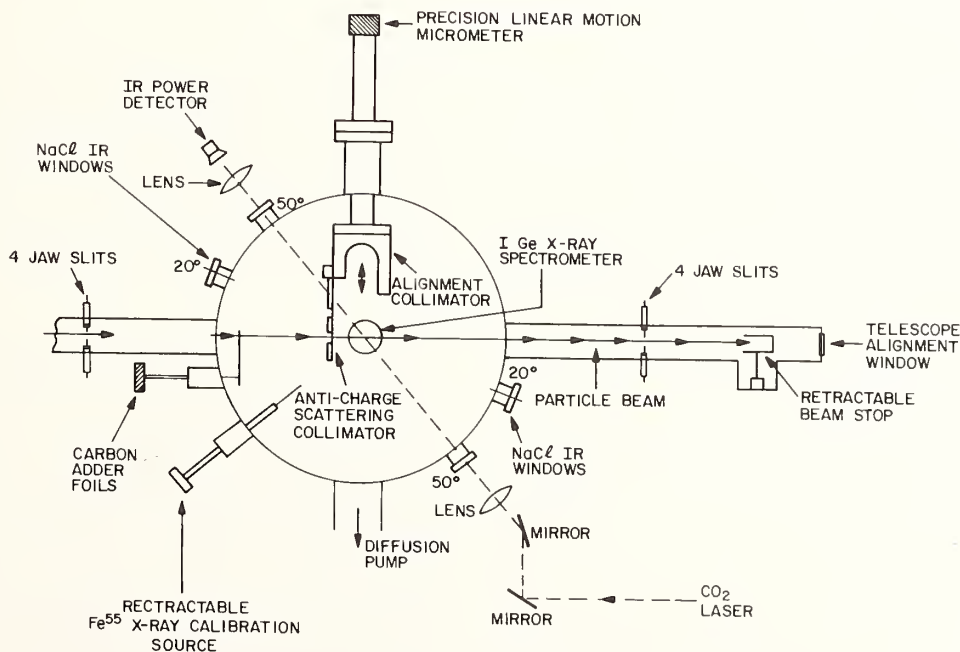 PRECISION LINEAR MOTION
MICROMETER
IR POWER
DETECTOR
NaCl IR
WINDOWS
LENS
50°
I Ge X-RAY
SPECTROMETER
4 JAW SLITS
20°
ALIGNMENT
COLLIMATOR
4 JAW SLITS
TELESCOPE
ALIGNMENT
WINDOW
20°
PARTICLE BEAM
RETRACTABLE
BEAM STOP
ANTI-CHARGE
SCATTERING
COLLIMATOR
CARBON
ADDER
FOILS
NaCl IR
WINDOWS
50°
LENS
MIRROR
DIFFUSION
PUMP
CO2
LASER
MIRROR
RECTRACTABLE
Fe55 X-RAY CALIBRATION
SOURCE